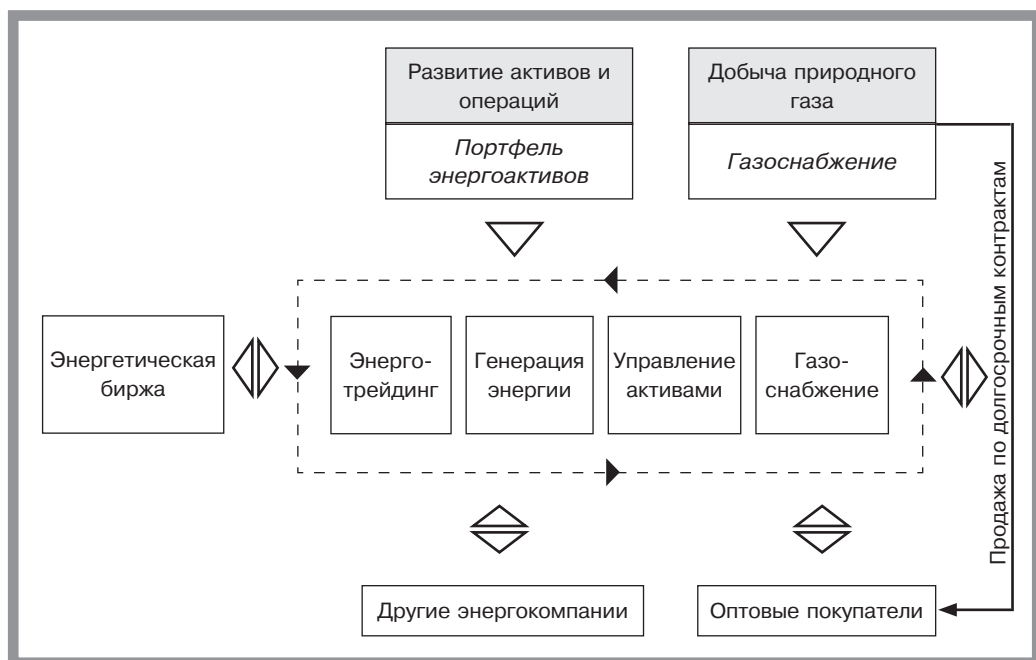 Развитие активов и
операций
Портфель
энергоактивов
Добыча природного
газа
Газоснабжение
Энергетическая
биржа
Энерго-
трейдинг
Генерация
энергии
Управление
активами
Газо-
снабжение
Продажа по долгосрочным контрактам
Другие энергокомпании
Оптовые покупатели